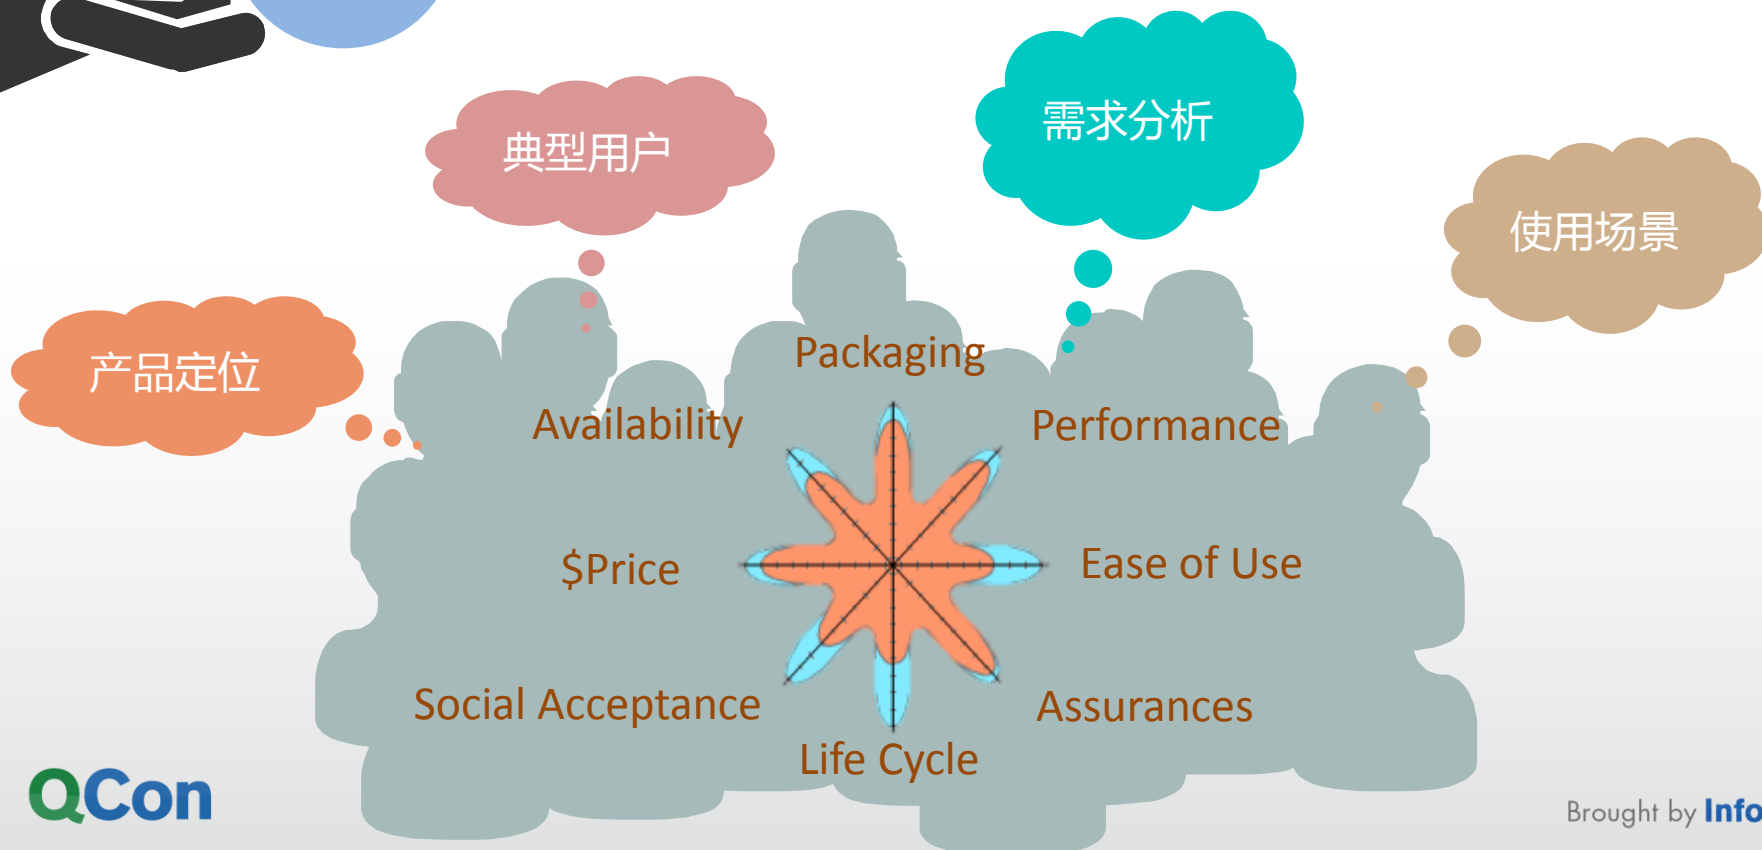 需求分析
典型用户
使用场景
产品定位
Packaging
Availability
Performance
$Price
Ease of Use
Social Acceptance
Assurances
Life Cycle
QCon
Brought by Info